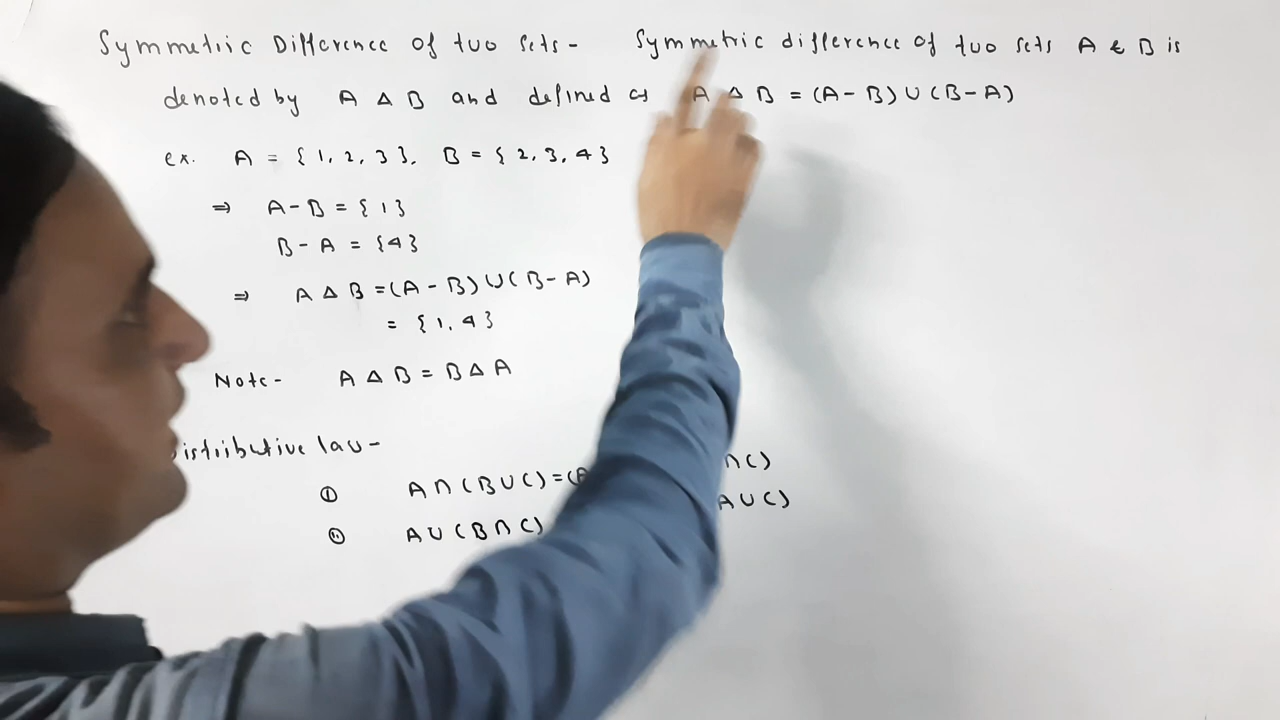 Symmetric Difference of two sets - Symmetric difference of two sets A & B is
denoted by A Δ B and defined as A Δ B = (A - B) ∪ (B - A)
ex. A = { 1, 2, 3 }, B = { 2, 3, 4 }
⇒ A - B = { 1 }
B - A = { 4 }
⇒ A Δ B = (A - B) ∪ (B - A)
= { 1, 4 }
Note - A Δ B = B Δ A
istributive law -
① A ∩ (B ∪ C) = (A ∩ C)
② A ∪ (B ∩ C) A ∪ C)